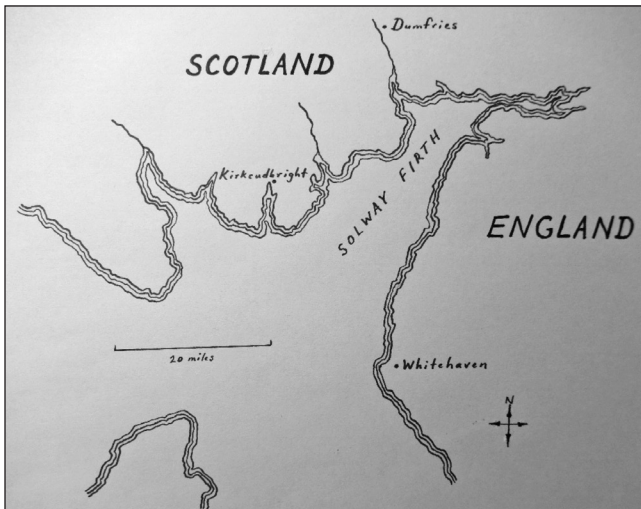 Dumfries
SCOTLAND
Kirkcudbright
SOLWAY FIRTH
ENGLAND
20 miles
Whitehaven
N